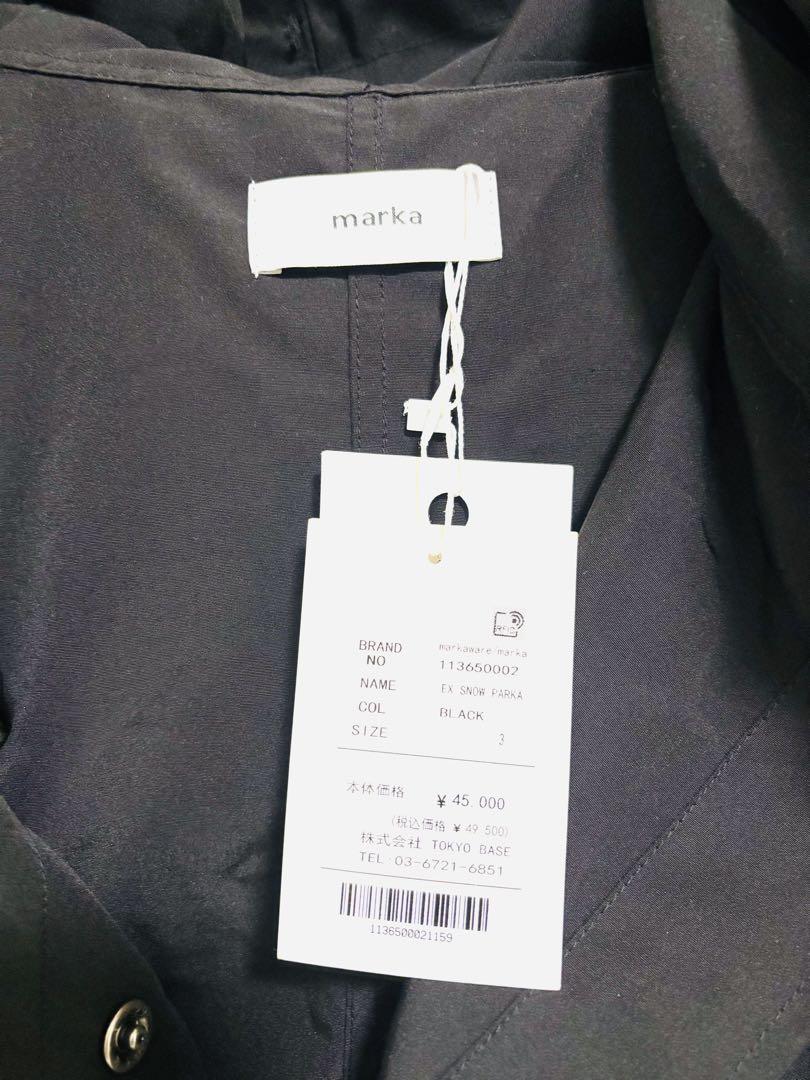 marka
RFID
BRAND markaware/marka
NO 113650002
NAME EX SNOW PARKA
COL BLACK
SIZE 3
本体価格 ¥ 45.000
(税込価格 ¥ 49 500)
株式会社 TOKYO BASE
TEL:03-6721-6851
1136500021159